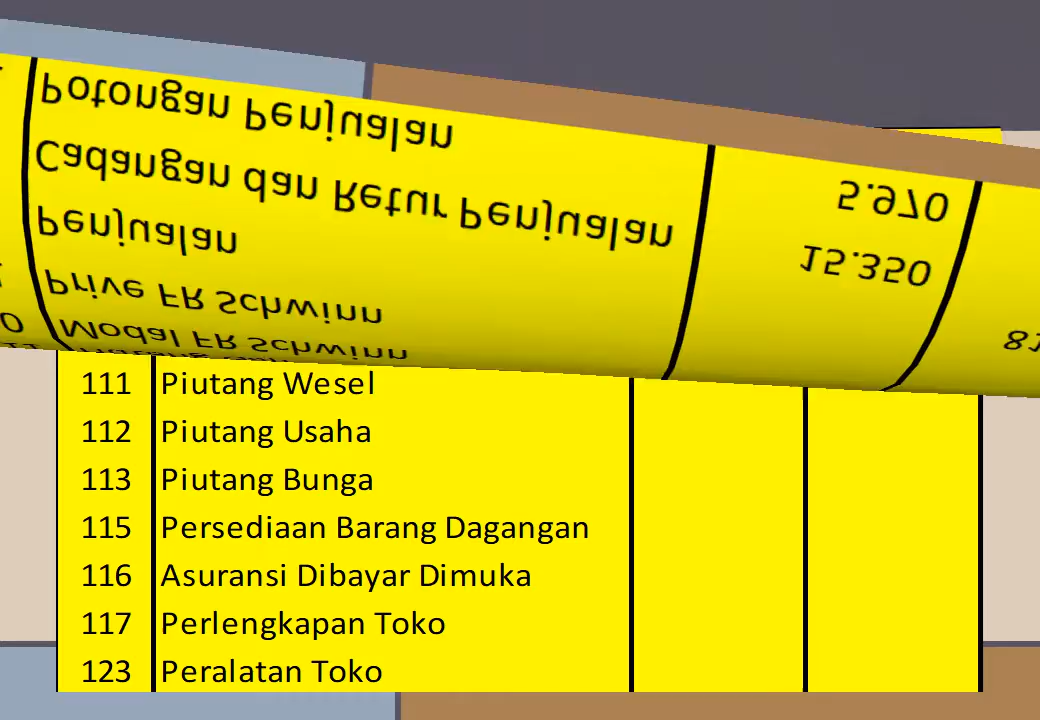 Potongan Penjualan
Cadangan dan Retur Penjualan 5.970
Penjualan 15.350
Prive FR Schwinn
Modal FR Schwinn
111 Piutang Wesel
112 Piutang Usaha
113 Piutang Bunga
115 Persediaan Barang Dagangan
116 Asuransi Dibayar Dimuka
117 Perlengkapan Toko
123 Peralatan Toko